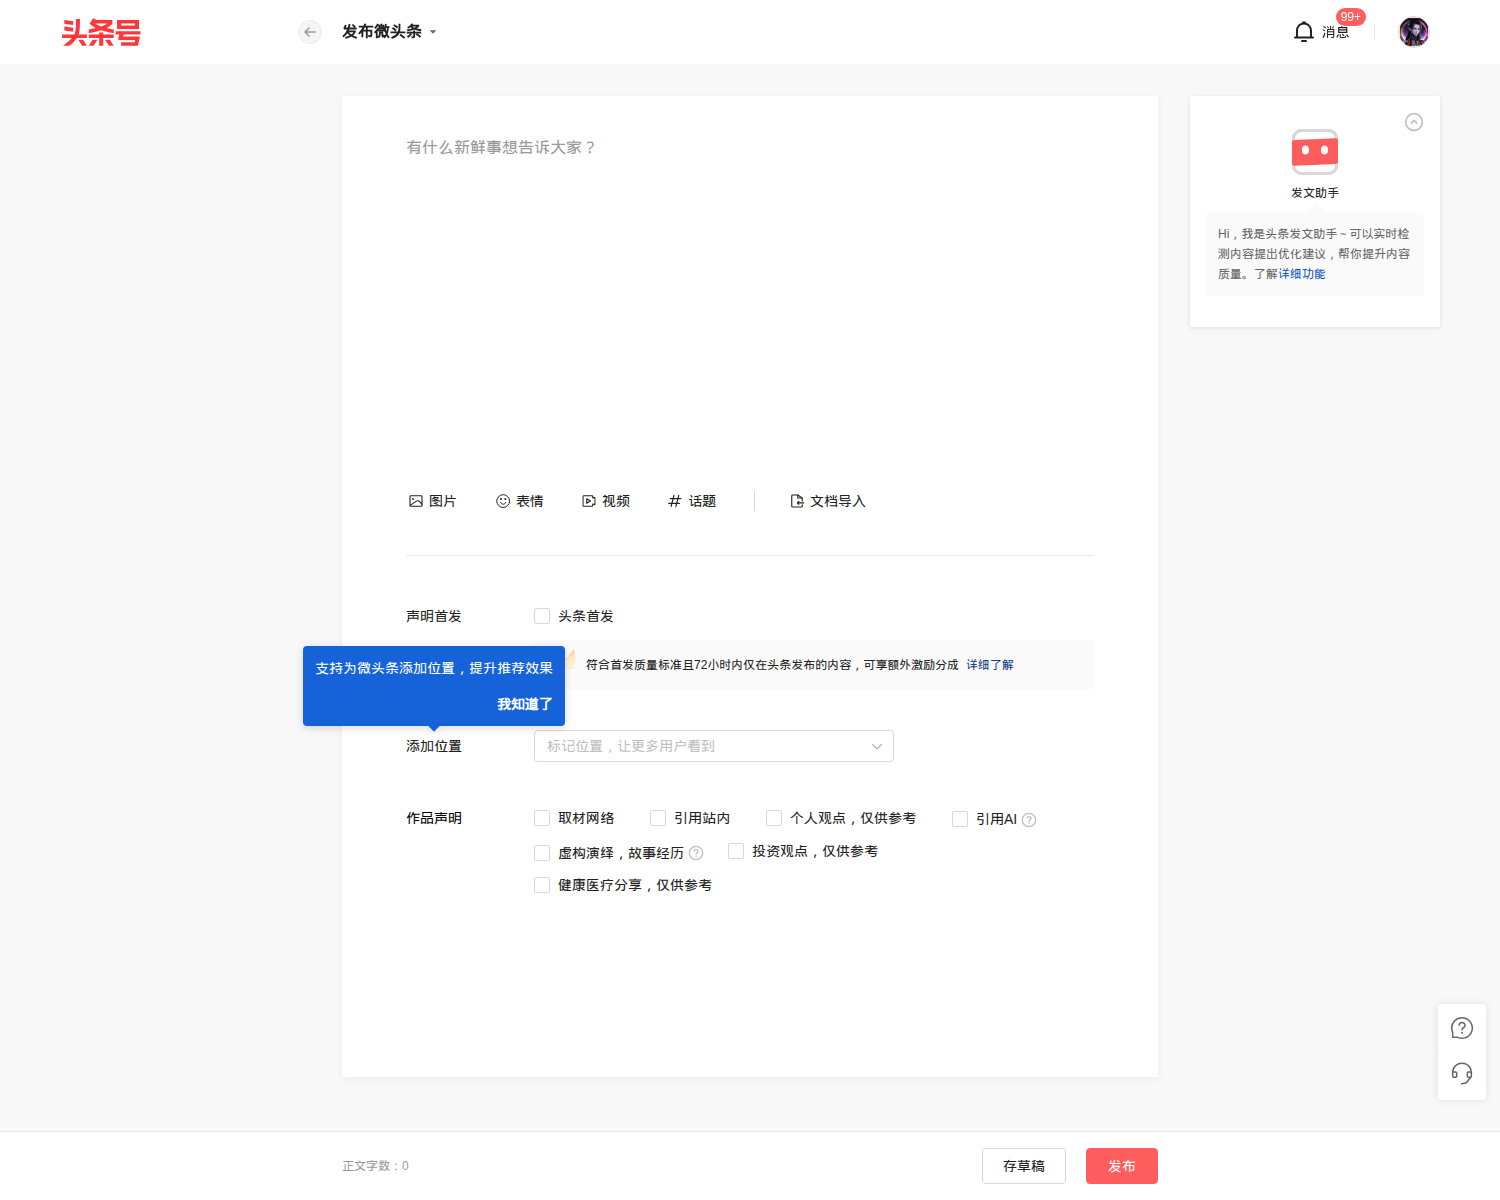 头条号
发布微头条
消息
99+
有什么新鲜事想告诉大家？
发文助手
Hi，我是头条发文助手 ~ 可以实时检
测内容提出优化建议，帮你提升内容
质量。了解详细功能
图片
表情
视频
话题
文档导入
声明首发
头条首发
符合首发质量标准且72小时内仅在头条发布的内容，可享额外激励分成 详细了解
支持为微头条添加位置，提升推荐效果
我知道了
添加位置
标记位置，让更多用户看到
作品声明
取材网络
引用站内
个人观点，仅供参考
引用AI
虚构演绎，故事经历
投资观点，仅供参考
健康医疗分享，仅供参考
正文字数：0
存草稿
发布